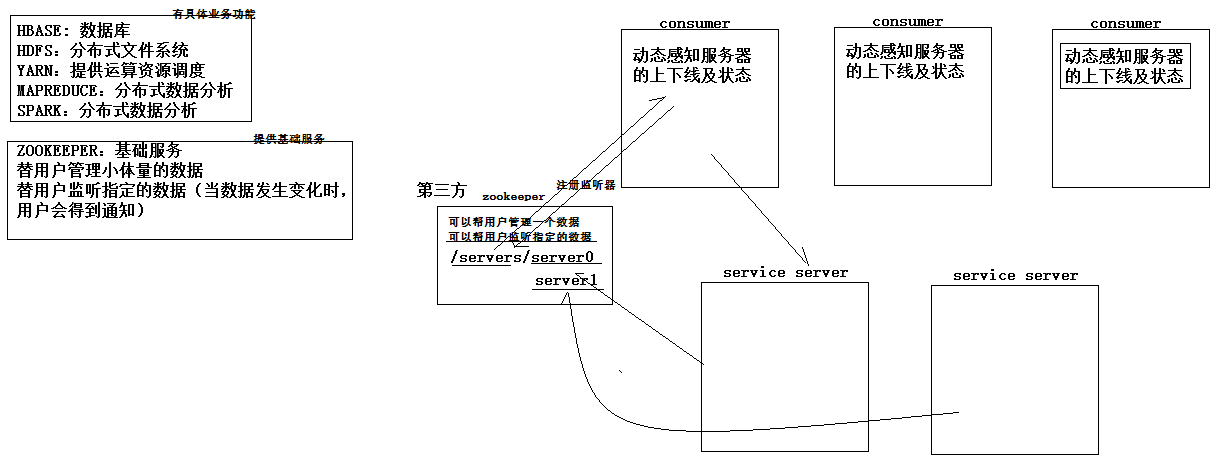 有具体业务功能
HBASE: 数据库
HDFS：分布式文件系统
YARN：提供运算资源调度
MAPREDUCE：分布式数据分析
SPARK：分布式数据分析
提供基础服务
ZOOKEEPER：基础服务
替用户管理小体量的数据
替用户监听指定的数据（当数据发生变化时，
用户会得到通知）
consumer
动态感知服务器
的上下线及状态
consumer
动态感知服务器
的上下线及状态
consumer
动态感知服务器
的上下线及状态
注册监听器
第三方
zookeeper
可以帮用户管理一个数据
可以帮用户监听指定的数据
/servers/server0
server1
service server
service server